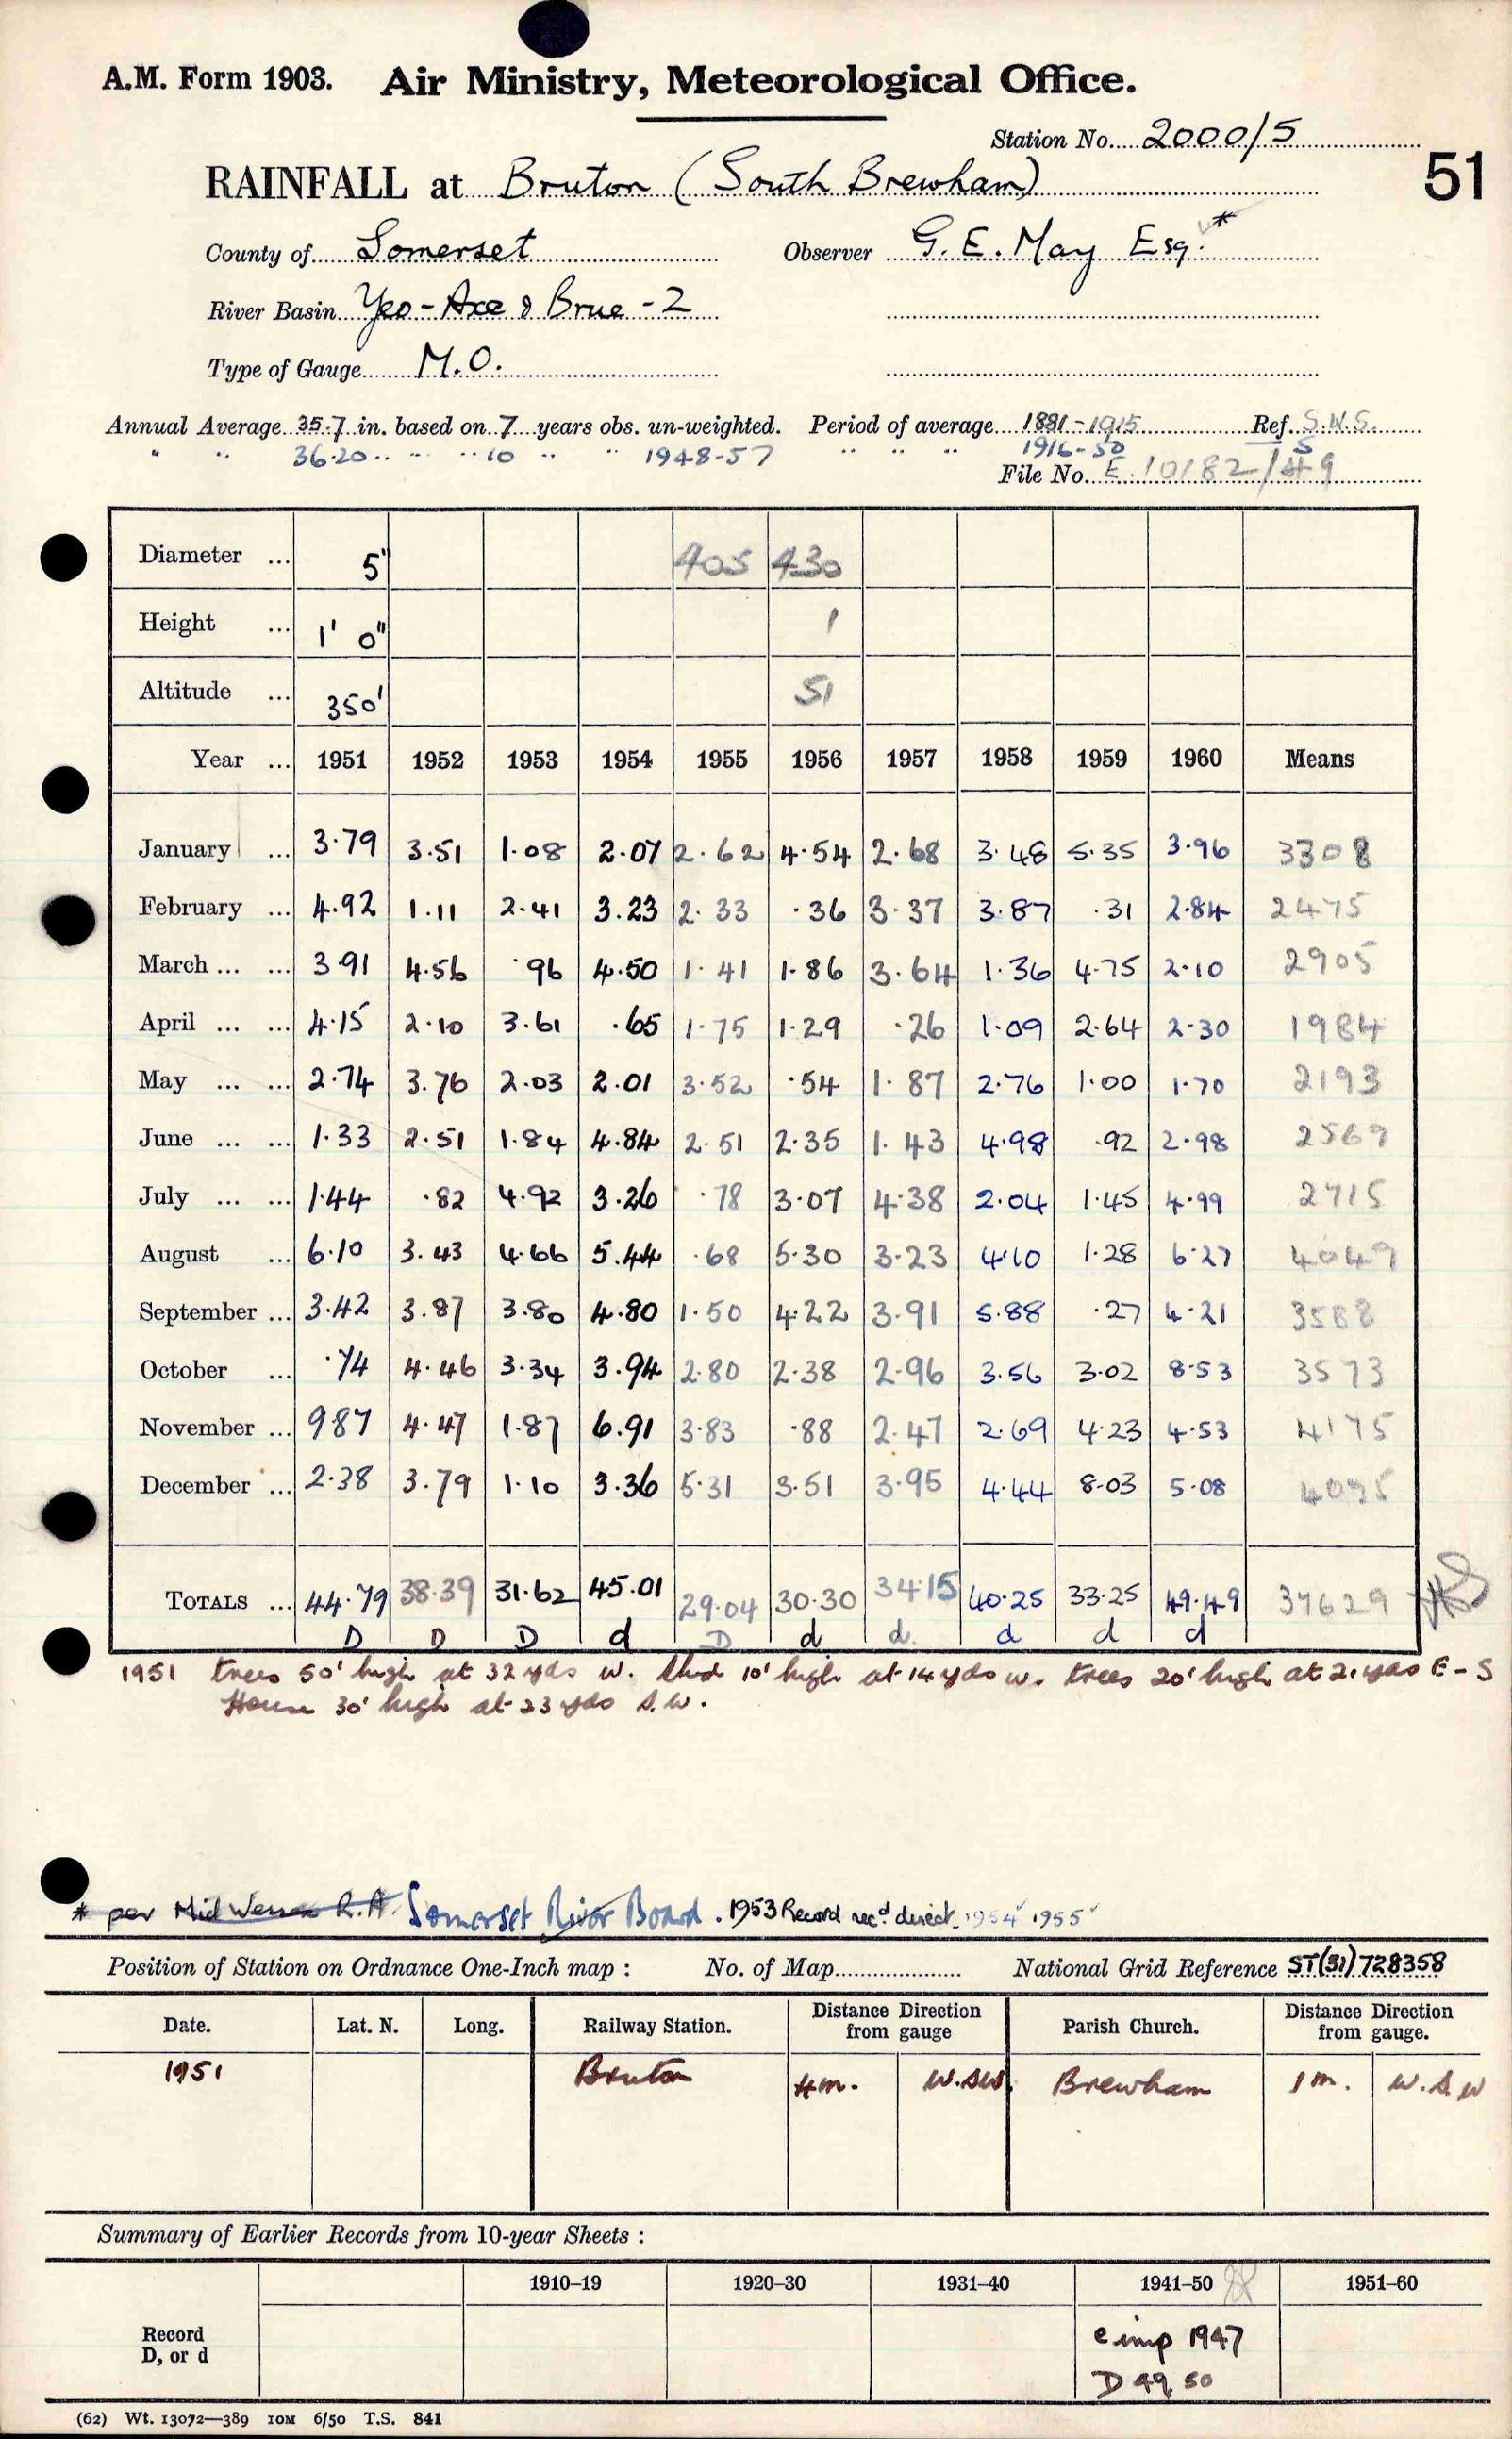 A.M. Form 1903. Air Ministry, Meteorological Office.
Station No. 2000/5
51
RAINFALL at Bruton (South Brewham)
County of Somerset Observer G. E. May Esq. *
River Basin Yeo-Axe & Brue -2
Type of Gauge M.O.
Annual Average 35.7 in. based on 7 years obs. un-weighted. Period of average 1881-1915 Ref. S.W.S.
" " 36.20 " " " 10 " " 1948-57 " " " 1916-50
File No. E 10182/49
Diameter ... 5" 405 430
Height ... 1' 0" 1
Altitude ... 350' 51
Year ... 1951 1952 1953 1954 1955 1956 1957 1958 1959 1960 Means
January ... 3.79 3.51 1.08 2.07 2.62 4.54 2.68 3.48 5.35 3.96 3308
February ... 4.92 1.11 2.41 3.23 2.33 .36 3.37 3.87 .31 2.84 2475
March ... ... 3.91 4.56 .96 4.50 1.41 1.86 3.64 1.36 4.75 2.10 2905
April ... ... 4.15 2.10 3.61 .65 1.75 1.29 .26 1.09 2.64 2.30 1984
May ... ... 2.74 3.76 2.03 2.01 3.52 .54 1.87 2.76 1.00 1.70 2193
June ... ... 1.33 2.51 1.84 4.84 2.51 2.35 1.43 4.98 .92 2.98 2569
July ... ... 1.44 .82 4.92 3.26 .78 3.07 4.38 2.04 1.45 4.99 2715
August ... 6.10 3.43 4.66 5.44 .68 5.30 3.23 4.10 1.28 6.27 4049
September ... 3.42 3.87 3.80 4.80 1.50 4.22 3.91 5.88 .27 4.21 3588
October ... .74 4.46 3.34 3.94 2.80 2.38 2.96 3.56 3.02 8.53 3573
November ... 9.87 4.47 1.87 6.91 3.83 .88 2.47 2.69 4.23 4.53 4175
December ... 2.38 3.79 1.10 3.36 5.31 3.51 3.95 4.44 8.03 5.08 4095
TOTALS ... 44.79 38.39 31.62 45.01 29.04 30.30 34.15 40.25 33.25 49.49 37629
D D D d D d d. d d d
1951 trees 50' high at 32 yds W. Shed 10' high at 14 yds W. trees 20' high at 21 yds E - S
House 30' high at 23 yds S.W.
* per Mid Wessex R.A. Somerset River Board. 1953 Record recd direct. 1954 1955
Position of Station on Ordnance One-Inch map : No. of Map National Grid Reference ST(31)728358
Date. Lat. N. Long. Railway Station. Distance Direction from gauge Parish Church. Distance Direction from gauge.
1951 Bruton 4m. W.SW. Brewham 1m. W.S.W
Summary of Earlier Records from 10-year Sheets :
1910–19 1920–30 1931–40 1941–50 1951–60
Record
D, or d
e imp 1947
D 49, 50
(62) Wt. 13072—389 10M 6/50 T.S. 841